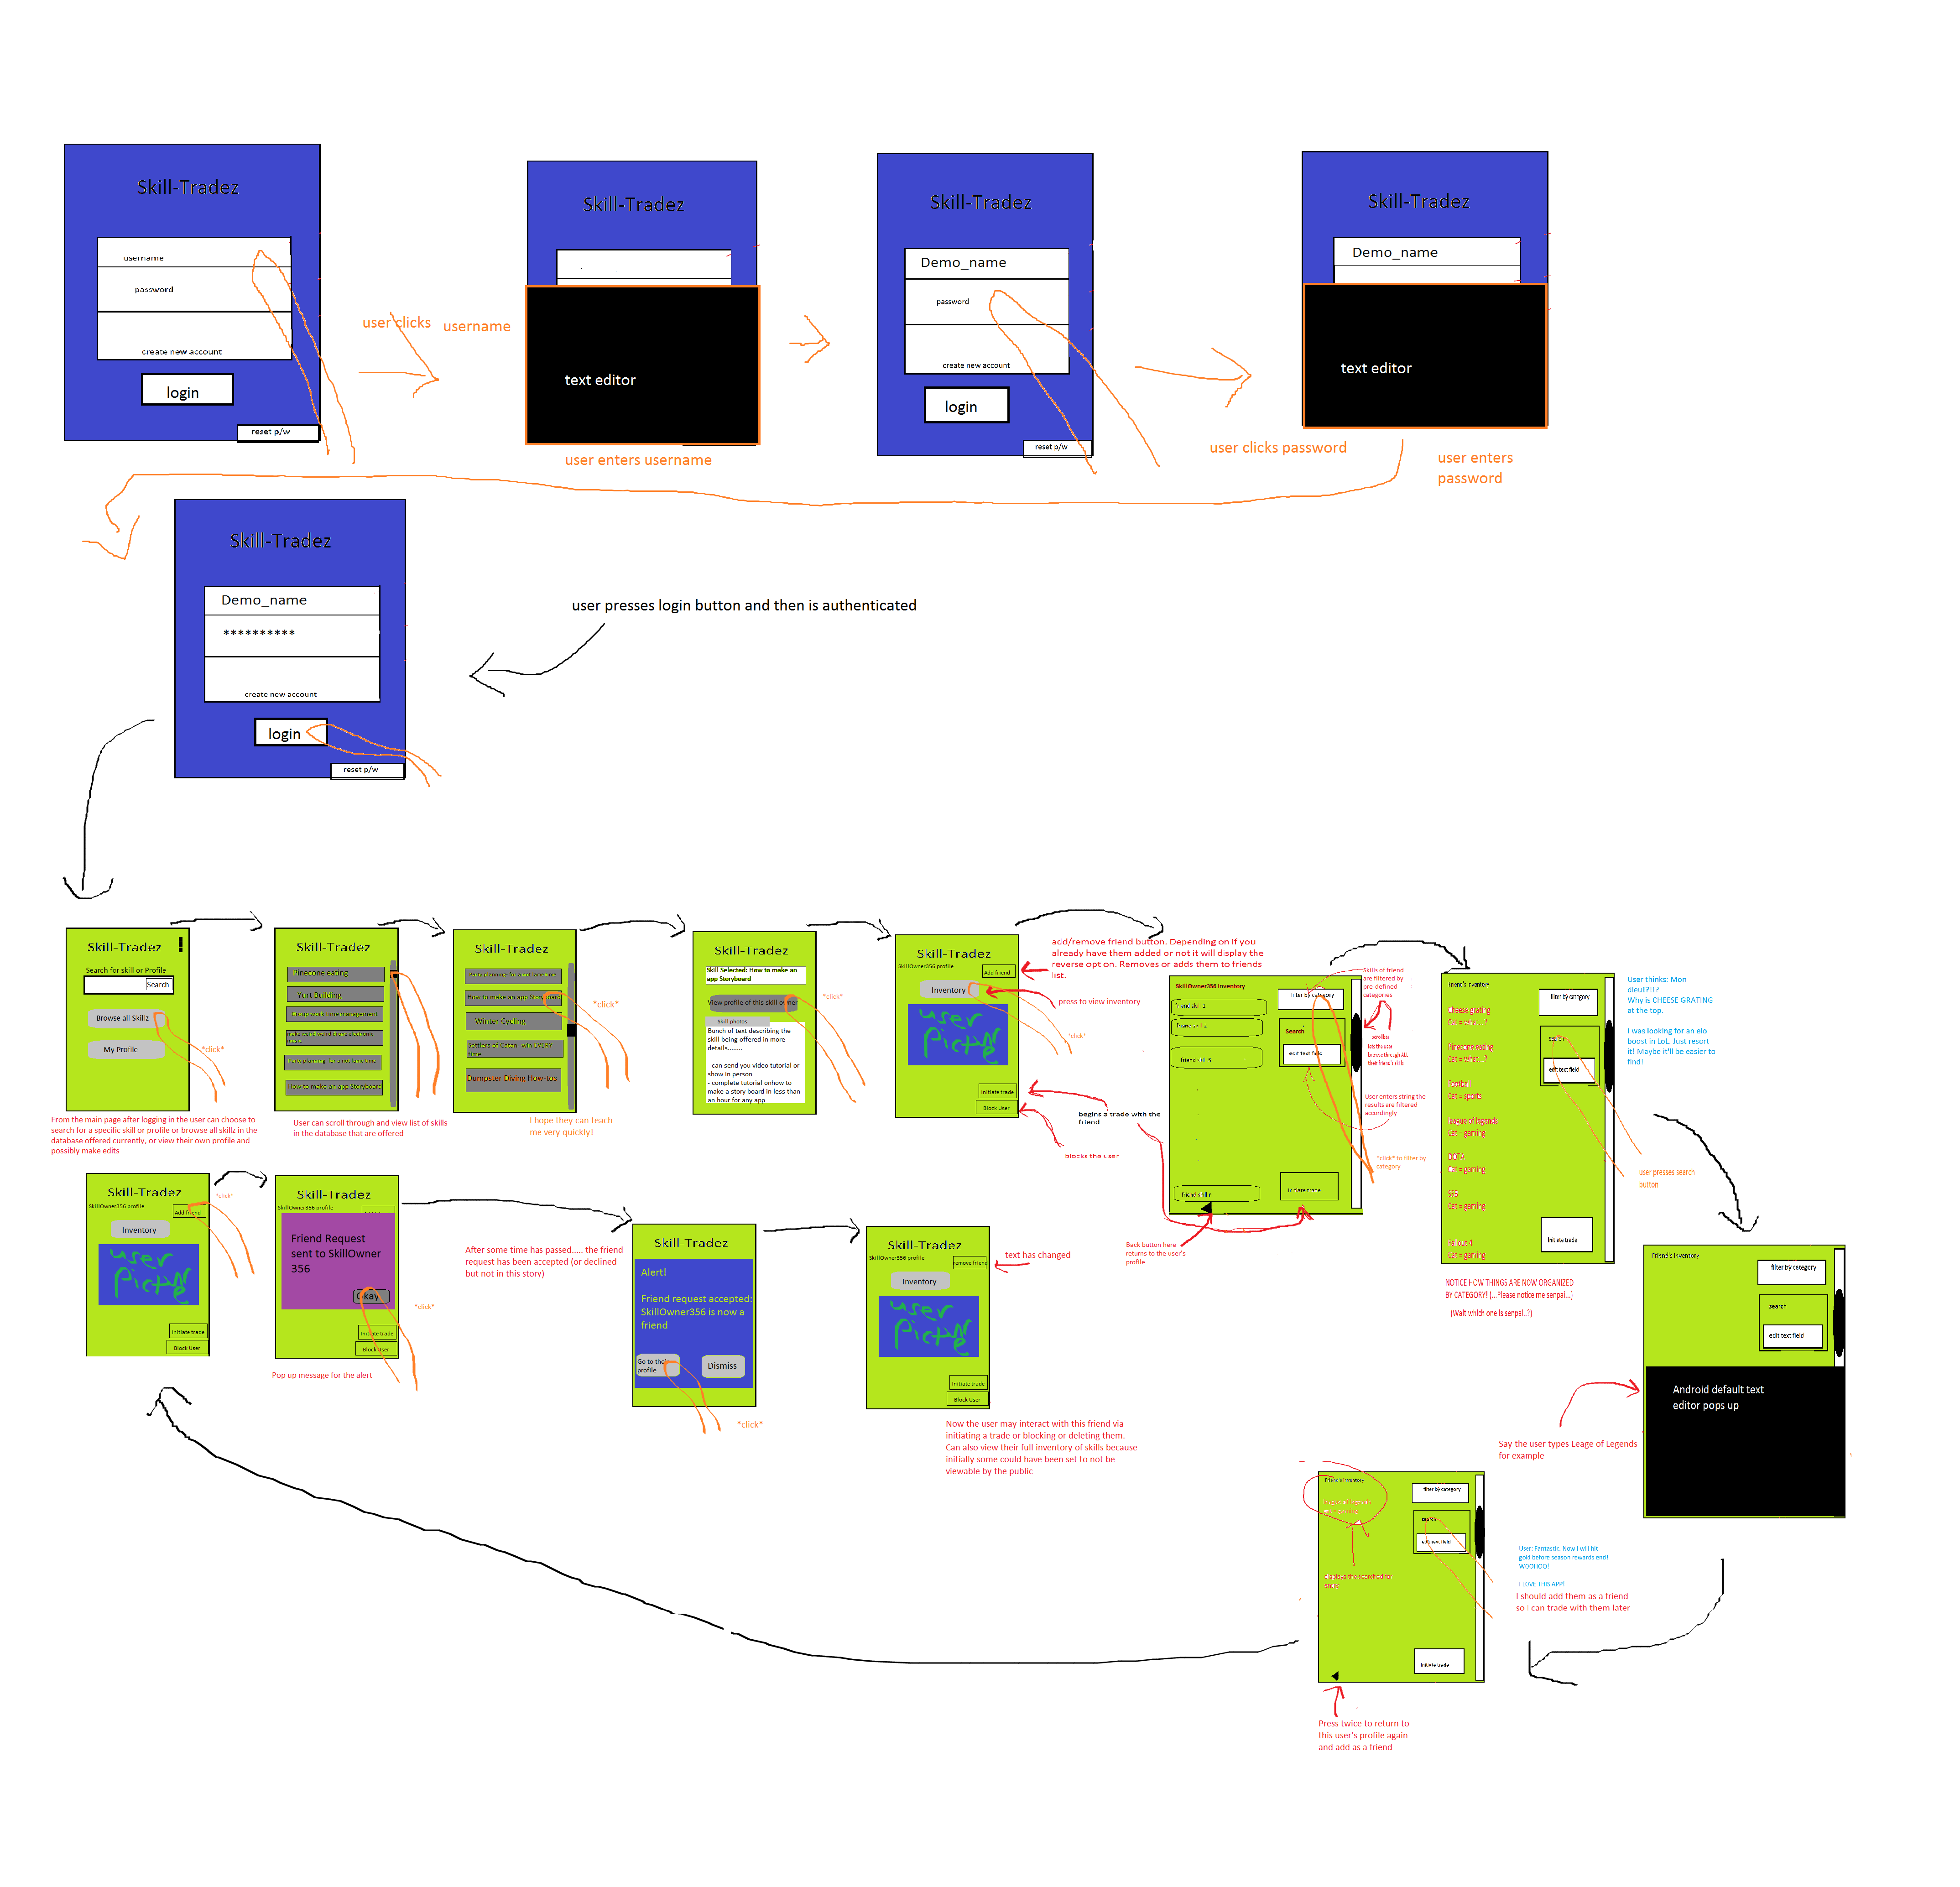 Skill-Tradez
username
password
create new account
login
reset p/w
user clicks username
Skill-Tradez
text editor
user enters username
Skill-Tradez
Demo_name
password
create new account
login
reset p/w
user clicks password
Skill-Tradez
Demo_name
text editor
user enters
password
Skill-Tradez
Demo_name
**********
create new account
login
reset p/w
user presses login button and then is authenticated
Skill-Tradez
Search for skill or Profile
Search
Browse all Skillz
My Profile
*click*
From the main page after logging in the user can choose to
search for a specific skill or profile or browse all skillz in the
database offered currently, or view their own profile and
possibly make edits
Skill-Tradez
Pinecone eating
Yurt Building
Group work time management
Party planning- for a no name time
How to make an app Storyboard
User can scroll through and view list of skills
in the database that are offered
Skill-Tradez
Party planning- for a no name time
How to make an app Storyboard
Winter Cycling
Settlers of Catan- win EVERY
time
Dumpster Diving How-tos
*click*
I hope they can teach
me very quickly!
Skill-Tradez
Skill Selected: How to make an
app Storyboard
View profile of this skill owner
Skill photos
Bunch of text describing the
skill being offered in more
details........
- can send you video tutorial or
show in person
- complete tutorial onhow to
make a story board in less than
an hour for any app
*click*
Skill-Tradez
SkillOwner356 profile
Add friend
Inventory
user
picture
Initiate trade
Block User
add/remove friend button. Depending on if you
already have them added or not it will display the
reverse option. Removes or adds them to friends
list.
press to view inventory
*click*
begins a trade with the
friend
blocks the user
SkillOwner356 Inventory
friend skill 1
friend skill 2
friend skill 3
friend skill n
filter by category
Search
edit text field
Initiate trade
Skills of friend
are filtered by
pre-defined
categories
scrollbar
lets the user
browse through ALL
their friend's skills
User enters string the
results are filtered
accordingly
*click* to filter by
category
Back button here
returns to the user's
profile
Friend's inventory
Cheese grating
Cat = what...?
Pinecone eating
Cat = what...?
Football
Cat = sports
league of legends
Cat = gaming
DOTA
Cat = gaming
SSB
Cat = gaming
Fallout 4
Cat = gaming
filter by category
search
edit text field
Initiate trade
User thinks: Mon
dieu!?!!?
Why is CHEESE GRATING
at the top.
I was looking for an elo
boost in LoL. Just resort
it! Maybe it'll be easier to
find!
user presses search
button
NOTICE HOW THINGS ARE NOW ORGANIZED
BY CATEGORY! (...Please notice me senpai...)
(Wait which one is senpai..?)
Skill-Tradez
SkillOwner356 profile
Add friend
Inventory
user
picture
Initiate trade
Block User
*click*
Skill-Tradez
SkillOwner356 profile
Friend Request
sent to SkillOwner
356
Okay
Initiate trade
Block User
*click*
Pop up message for the alert
After some time has passed..... the friend
request has been accepted (or declined
but not in this story)
Skill-Tradez
Alert!
Friend request accepted:
SkillOwner356 is now a
friend
Go to their
profile
Dismiss
*click*
Skill-Tradez
SkillOwner356 profile
remove friend
Inventory
user
picture
Initiate trade
Block User
text has changed
Now the user may interact with this friend via
initiating a trade or blocking or deleting them.
Can also view their full inventory of skills because
initially some could have been set to not be
viewable by the public
Friend's inventory
filter by category
search
edit text field
Android default text
editor pops up
Say the user types Leage of Legends
for example
Friend's inventory
filter by category
search
edit text field
displays the searched for
entry
Initiate trade
User: Fantastic. Now I will hit
gold before season rewards end!
WOOHOO!
I LOVE THIS APP!
I should add them as a friend
so I can trade with them later
Press twice to return to
this user's profile again
and add as a friend